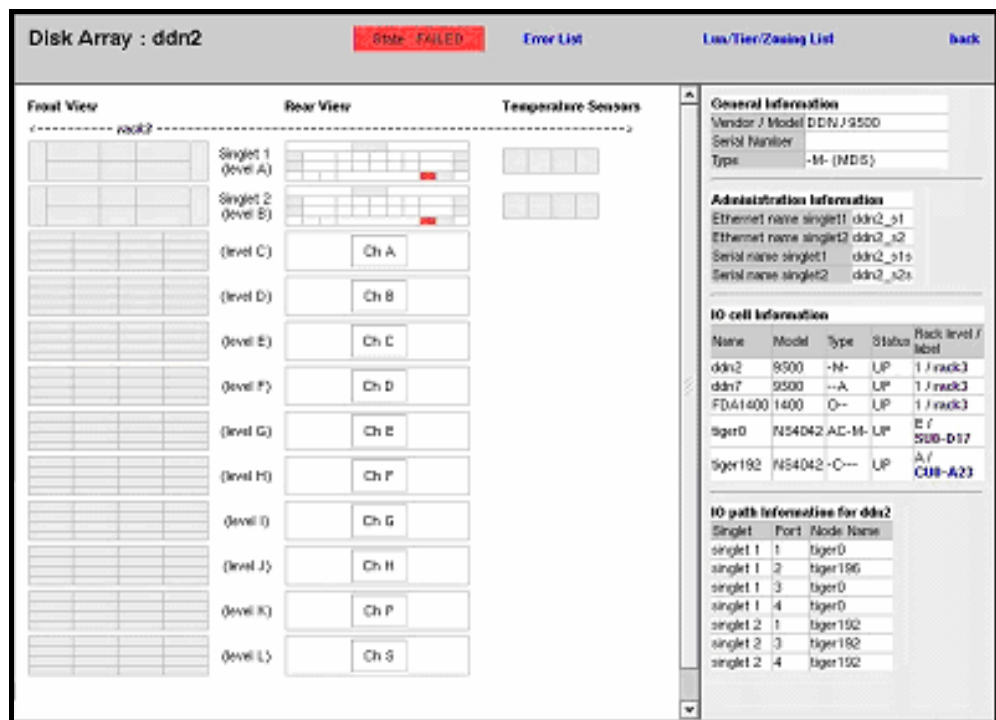 Disk Array : ddn2
State : FAILED
Error List
Lun/Tier/Zoning List
back
Front View
Rear View
Temperature Sensors
<---------- rack3 ---------->
Singlet 1
(level A)
Singlet 2
(level B)
(level C)
Ch A
(level D)
Ch B
(level E)
Ch C
(level F)
Ch D
(level G)
Ch E
(level H)
Ch F
(level I)
Ch G
(level J)
Ch H
(level K)
Ch P
(level L)
Ch S
General Information
Vendor / Model DDN / 9500
Serial Number
Type -M- (MDS)
Administration Information
Ethernet name singlet1 ddn2_s1
Ethernet name singlet2 ddn2_s2
Serial name singlet1 ddn2_s1s
Serial name singlet2 ddn2_s2s
IO cell Information
Name Model Type Status Rack level / label
ddn2 9500 -M- UP 1 / rack3
ddn7 9500 --A UP 1 / rack3
FDA1400 1400 O-- UP 1 / rack3
tiger0 NS4042 AC-M- UP E / SU0-D17
tiger192 NS4042 -C--- UP A / CU0-A23
IO path Information for ddn2
Singlet Port Node Name
singlet 1 1 tiger0
singlet 1 2 tiger196
singlet 1 3 tiger0
singlet 1 4 tiger0
singlet 2 1 tiger192
singlet 2 3 tiger192
singlet 2 4 tiger192